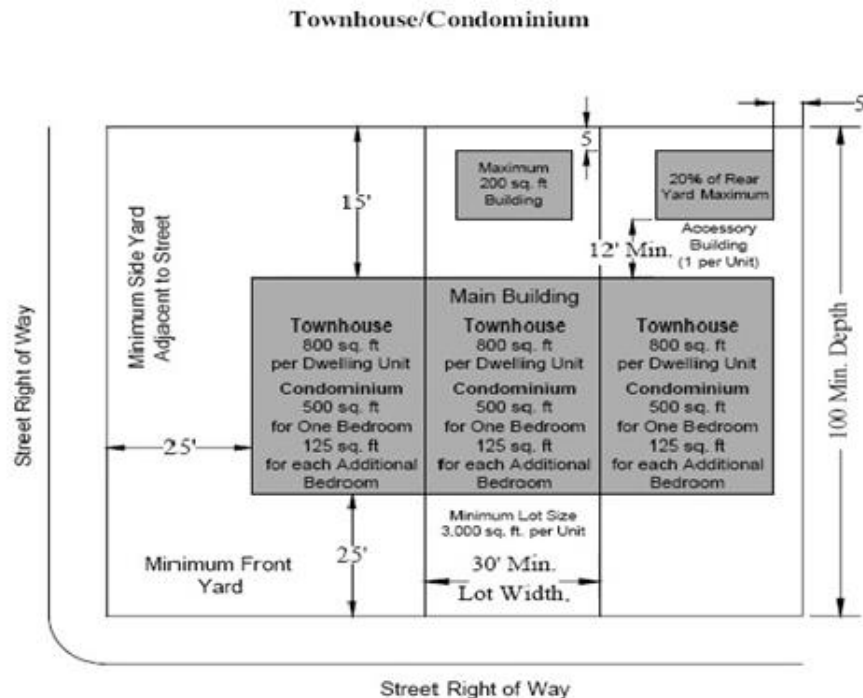 Townhouse/Condominium
5
5
Maximum
200 sq. ft
Building
20% of Rear
Yard Maximum
15'
12' Min.
Accessory
Building
(1 per Unit)
Minimum Side Yard
Adjacent to Street
Street Right of Way
Main Building
Townhouse
800 sq. ft
per Dwelling Unit
Condominium
500 sq. ft
for One Bedroom
125 sq. ft
for each Additional
Bedroom
Townhouse
800 sq. ft
per Dwelling Unit
Condominium
500 sq. ft
for One Bedroom
125 sq. ft
for each Additional
Bedroom
Townhouse
800 sq. ft
per Dwelling Unit
Condominium
500 sq. ft
for One Bedroom
125 sq. ft
for each Additional
Bedroom
100 Min. Depth
25'
25'
Minimum Lot Size
3,000 sq. ft. per Unit
Minimum Front
Yard
30' Min.
Lot Width.
Street Right of Way